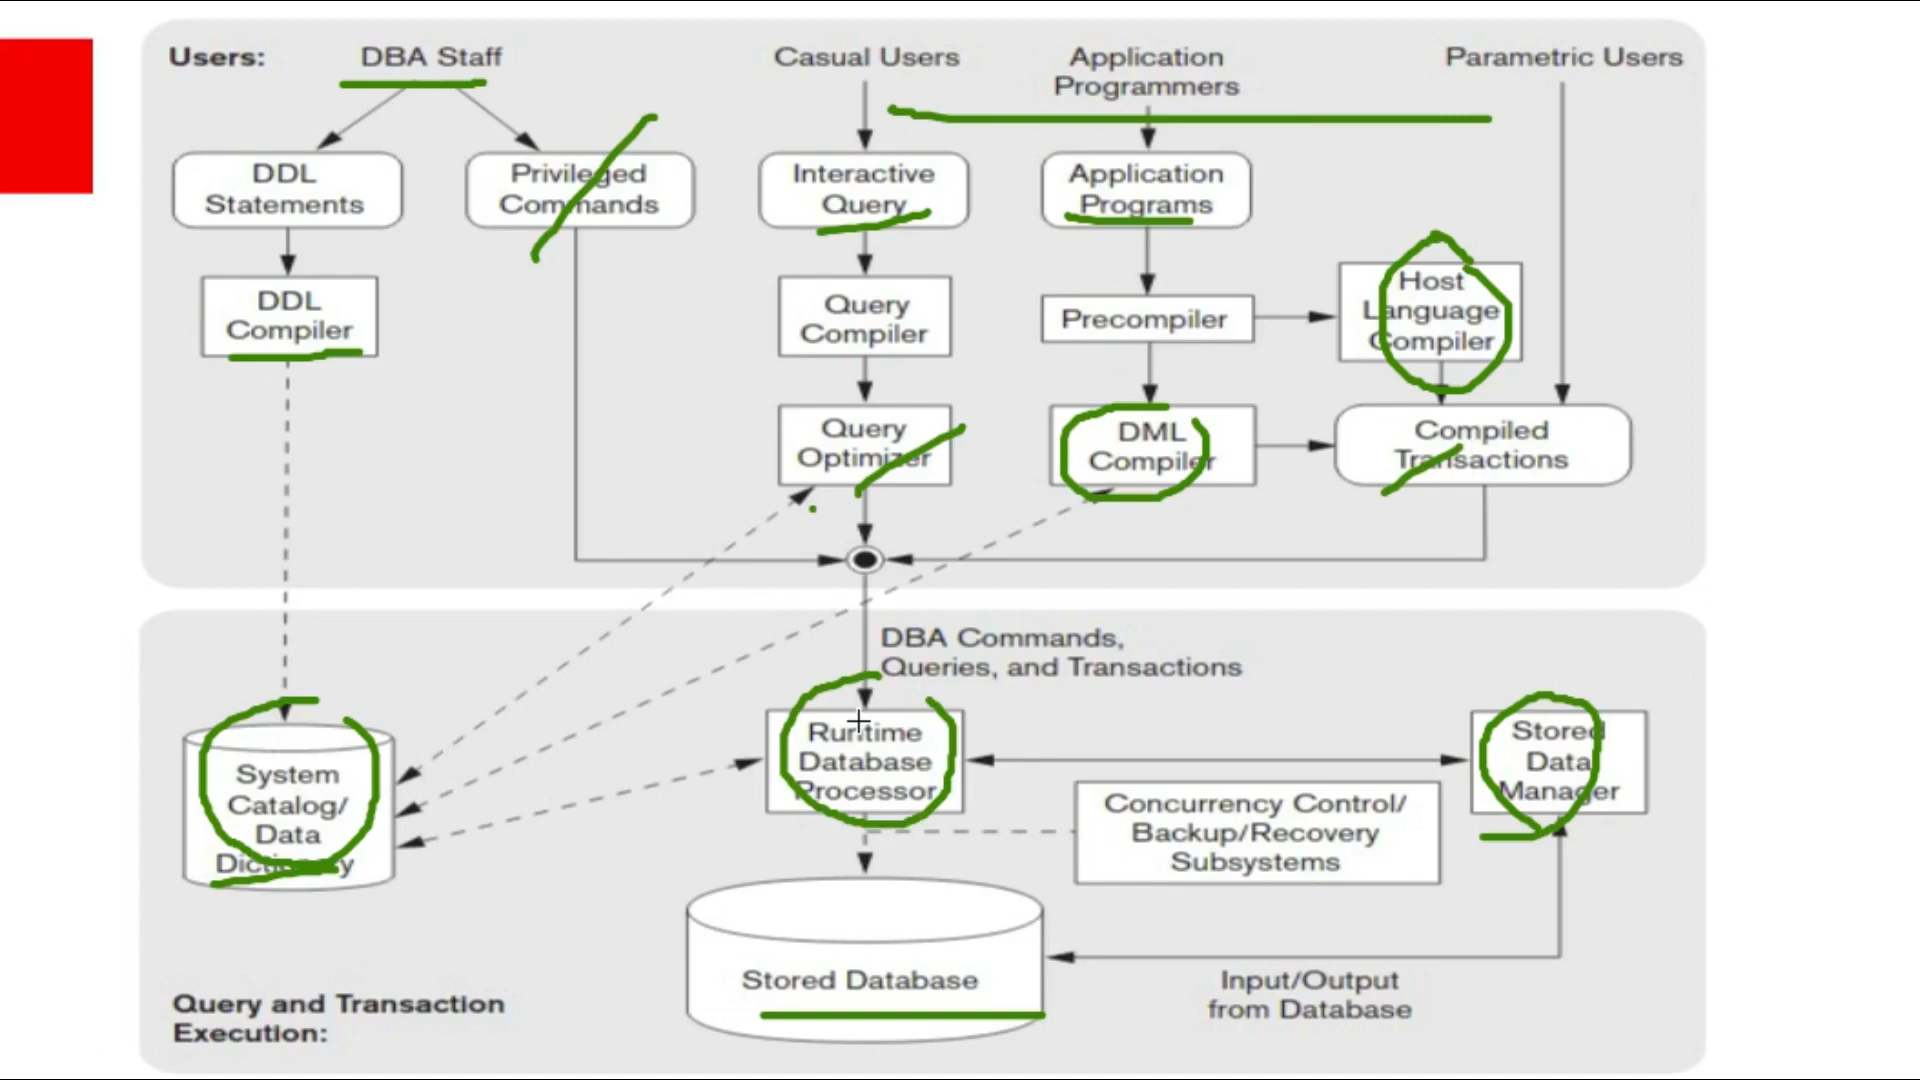 Users:
DBA Staff
Casual Users
Application
Programmers
Parametric Users
DDL
Statements
Privileged
Commands
Interactive
Query
Application
Programs
DDL
Compiler
Query
Compiler
Precompiler
Host
Language
Compiler
Query
Optimizer
DML
Compiler
Compiled
Transactions
DBA Commands,
Queries, and Transactions
System
Catalog/
Data
Dictionary
Runtime
Database
Processor
Stored
Data
Manager
Concurrency Control/
Backup/Recovery
Subsystems
Stored Database
Input/Output
from Database
Query and Transaction
Execution: